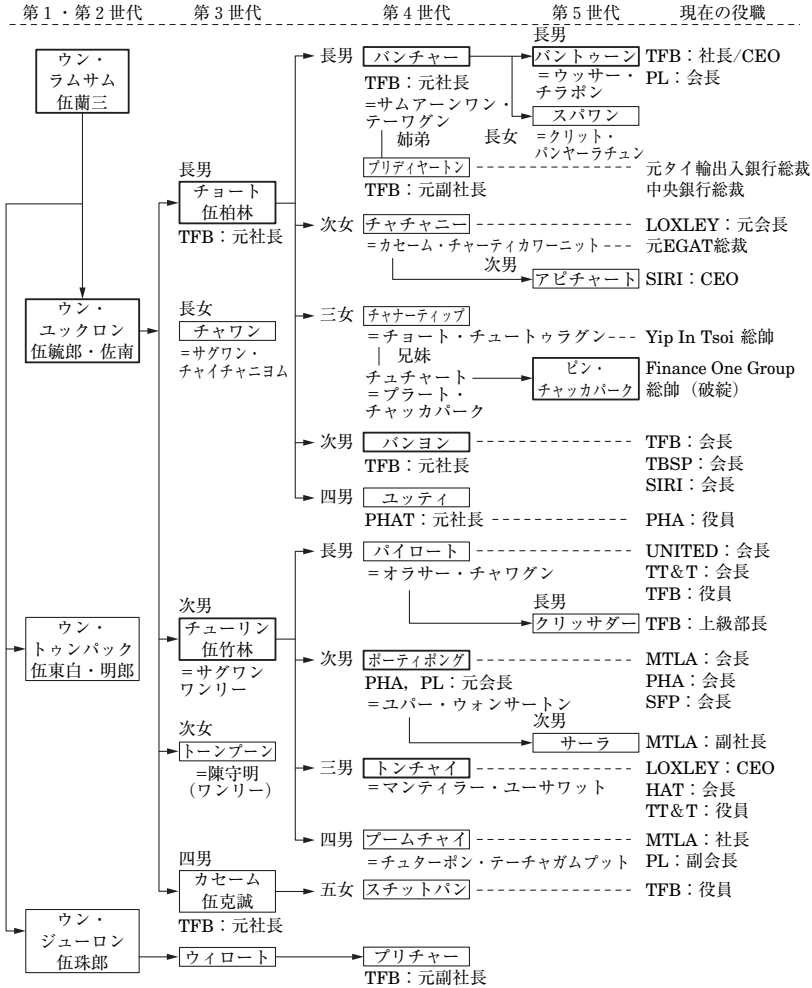 第1・第2世代　第3世代　第4世代　第5世代　現在の役職
ウン・
ラムサム
伍蘭三
長男
バンチャー
TFB：元社長
=サムアーンワン・
テーワグン
姉弟
長男
バントゥーン
=ウッサー・
チラポン
TFB：社長/CEO
PL：会長
長女
スパワン
=クリット・
パンヤーラチュン
プリディヤートン
TFB：元副社長
元タイ輸出入銀行総裁
中央銀行総裁
長男
チョート
伍柏林
TFB：元社長
次女
チャチャニー
LOXLEY：元会長
=カセーム・チャーティカワーニット
元EGAT総裁
次男
アピチャート
SIRI：CEO
ウン・
ユックロン
伍毓郎・佐南
長女
チャワン
=サグワン・
チャイチャニヨム
三女
チャナーティップ
=チョート・チュートゥラグン
Yip In Tsoi 総帥
兄妹
チュチャート
=プラート・
チャッカパーク
ピン・
チャッカパーク
Finance One Group
総帥（破綻）
次男
バンヨン
TFB：元社長
TFB：会長
TBSP：会長
SIRI：会長
四男
ユッティ
PHAT：元社長
PHA：役員
長男
パイロート
=オラサー・チャワグン
UNITED：会長
TT&T：会長
TFB：役員
長男
クリッサダー
TFB：上級部長
ウン・
トゥンパック
伍東白・明郎
次男
チューリン
伍竹林
=サグワン
ワンリー
次男
ポーティポング
PHA，PL：元会長
=ユパー・ウォンサートン
MTLA：会長
PHA：会長
SFP：会長
次男
サーラ
MTLA：副社長
次女
トーンプーン
=陳守明
（ワンリー）
三男
トンチャイ
=マンティラー・ユーサワット
LOXLEY：CEO
HAT：会長
TT&T：役員
四男
プームチャイ
=チュターポン・テーチャガムプット
MTLA：社長
PL：副会長
四男
カセーム
伍克誠
TFB：元社長
五女
スチットパン
TFB：役員
ウン・
ジューロン
伍珠郎
ウィロート
プリチャー
TFB：元副社長